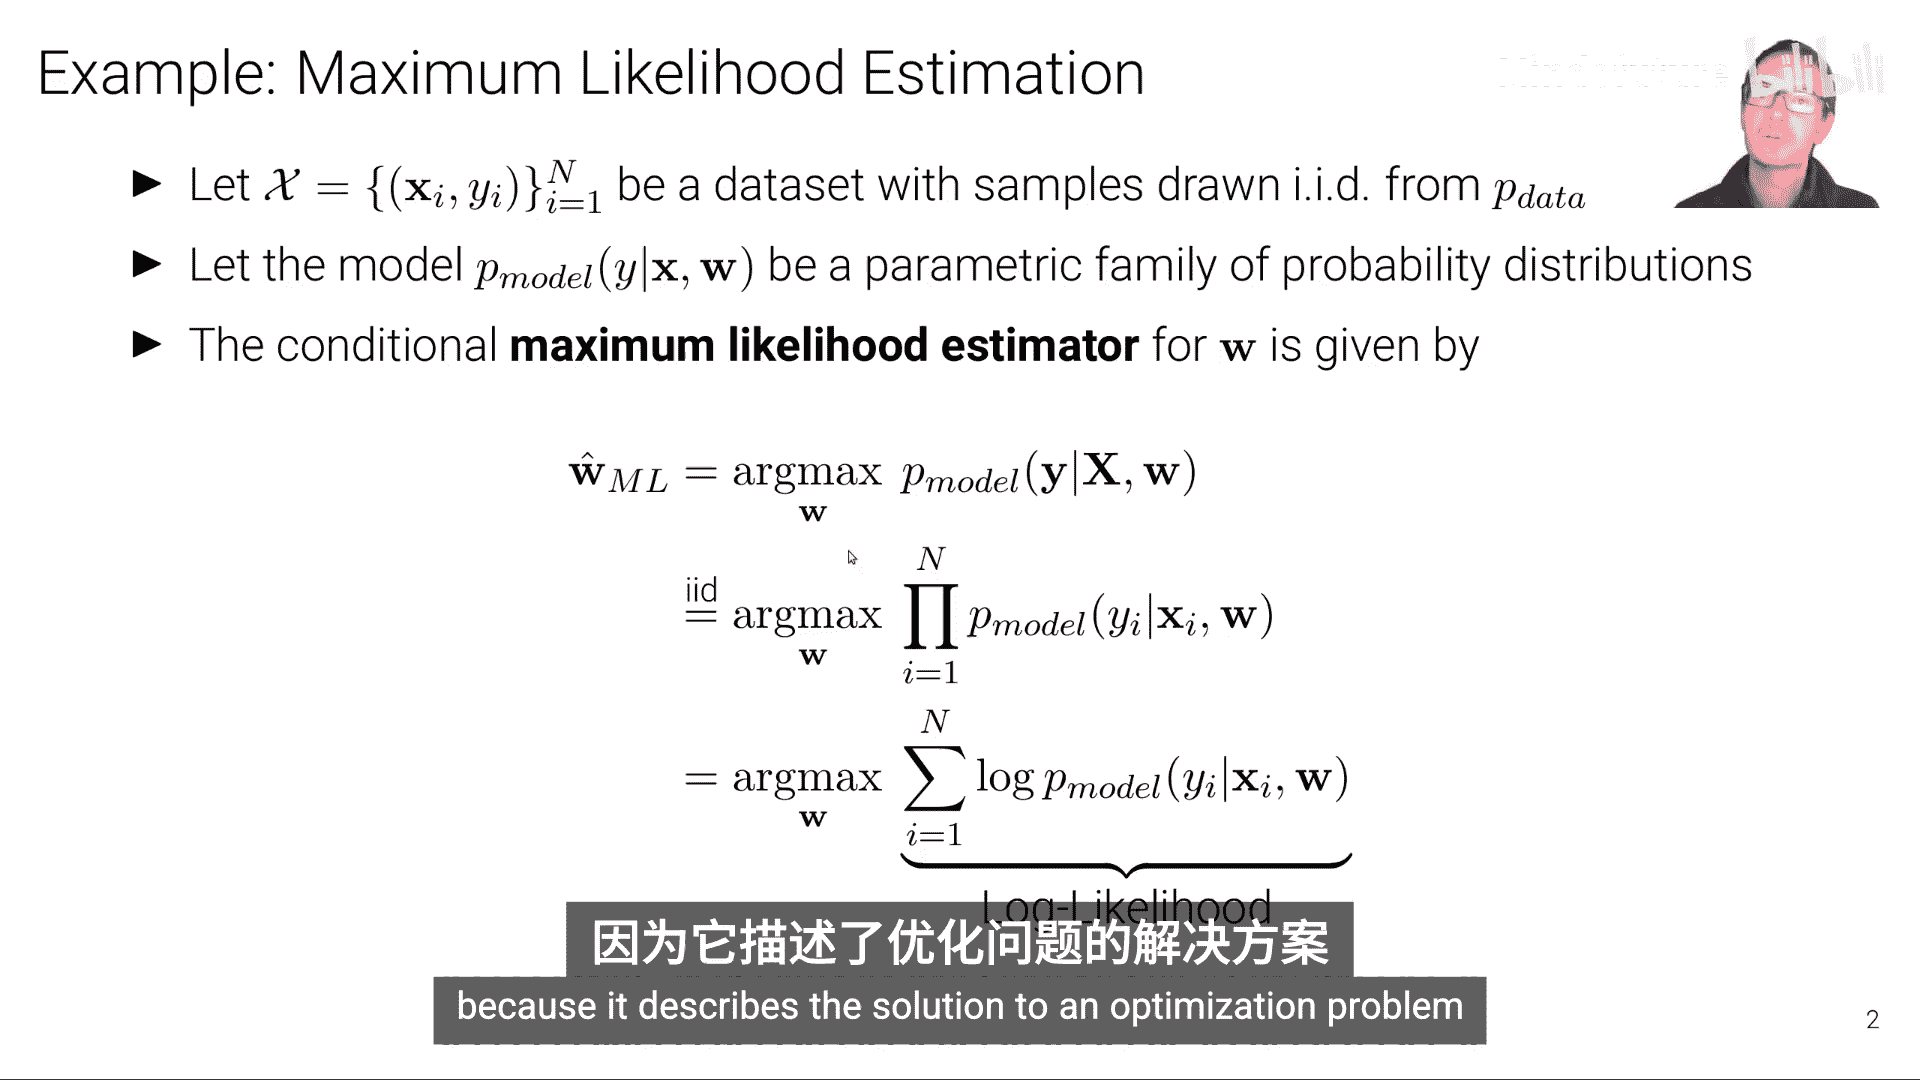 Example: Maximum Likelihood Estimation
bilibili
► Let 𝒳 = {(𝐱ᵢ, yᵢ)}ᵢ₌₁ᴺ be a dataset with samples drawn i.i.d. from p_data
► Let the model p_model(y|𝐱, 𝐰) be a parametric family of probability distributions
► The conditional maximum likelihood estimator for 𝐰 is given by
ŵ_ML = argmax_𝐰 p_model(𝐲|𝐗, 𝐰)
iid
= argmax_𝐰 ∏ᵢ₌₁ᴺ p_model(yᵢ|𝐱ᵢ, 𝐰)
= argmax_𝐰 ∑ᵢ₌₁ᴺ log p_model(yᵢ|𝐱ᵢ, 𝐰)
Log-Likelihood
因为它描述了优化问题的解决方案
because it describes the solution to an optimization problem
2